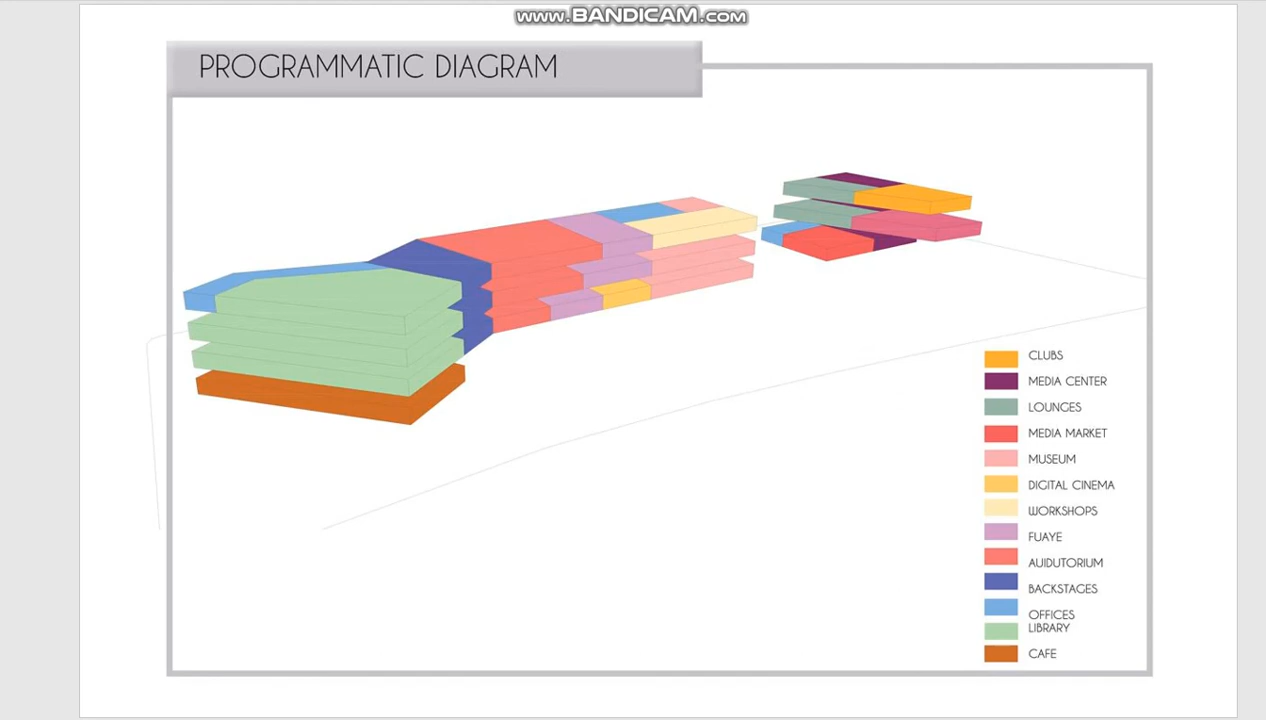 www.BANDICAM.com
PROGRAMMATIC DIAGRAM
CLUBS
MEDIA CENTER
LOUNGES
MEDIA MARKET
MUSEUM
DIGITAL CINEMA
WORKSHOPS
FUAYE
AUIDUTORIUM
BACKSTAGES
OFFICES
LIBRARY
CAFE